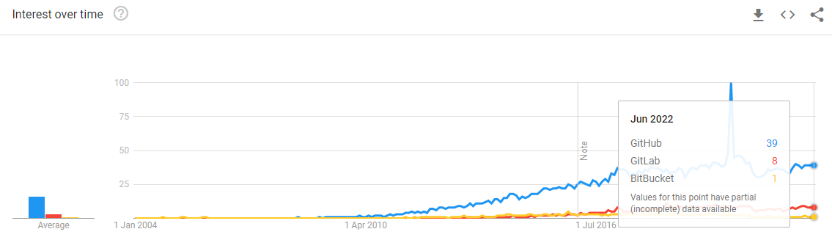 Interest over time ?
100
75
50
25
Note
1 Jan 2004
1 Apr 2010
1 Jul 2016
Average
Jun 2022
GitHub 39
GitLab 8
BitBucket 1
Values for this point have partial
(incomplete) data available